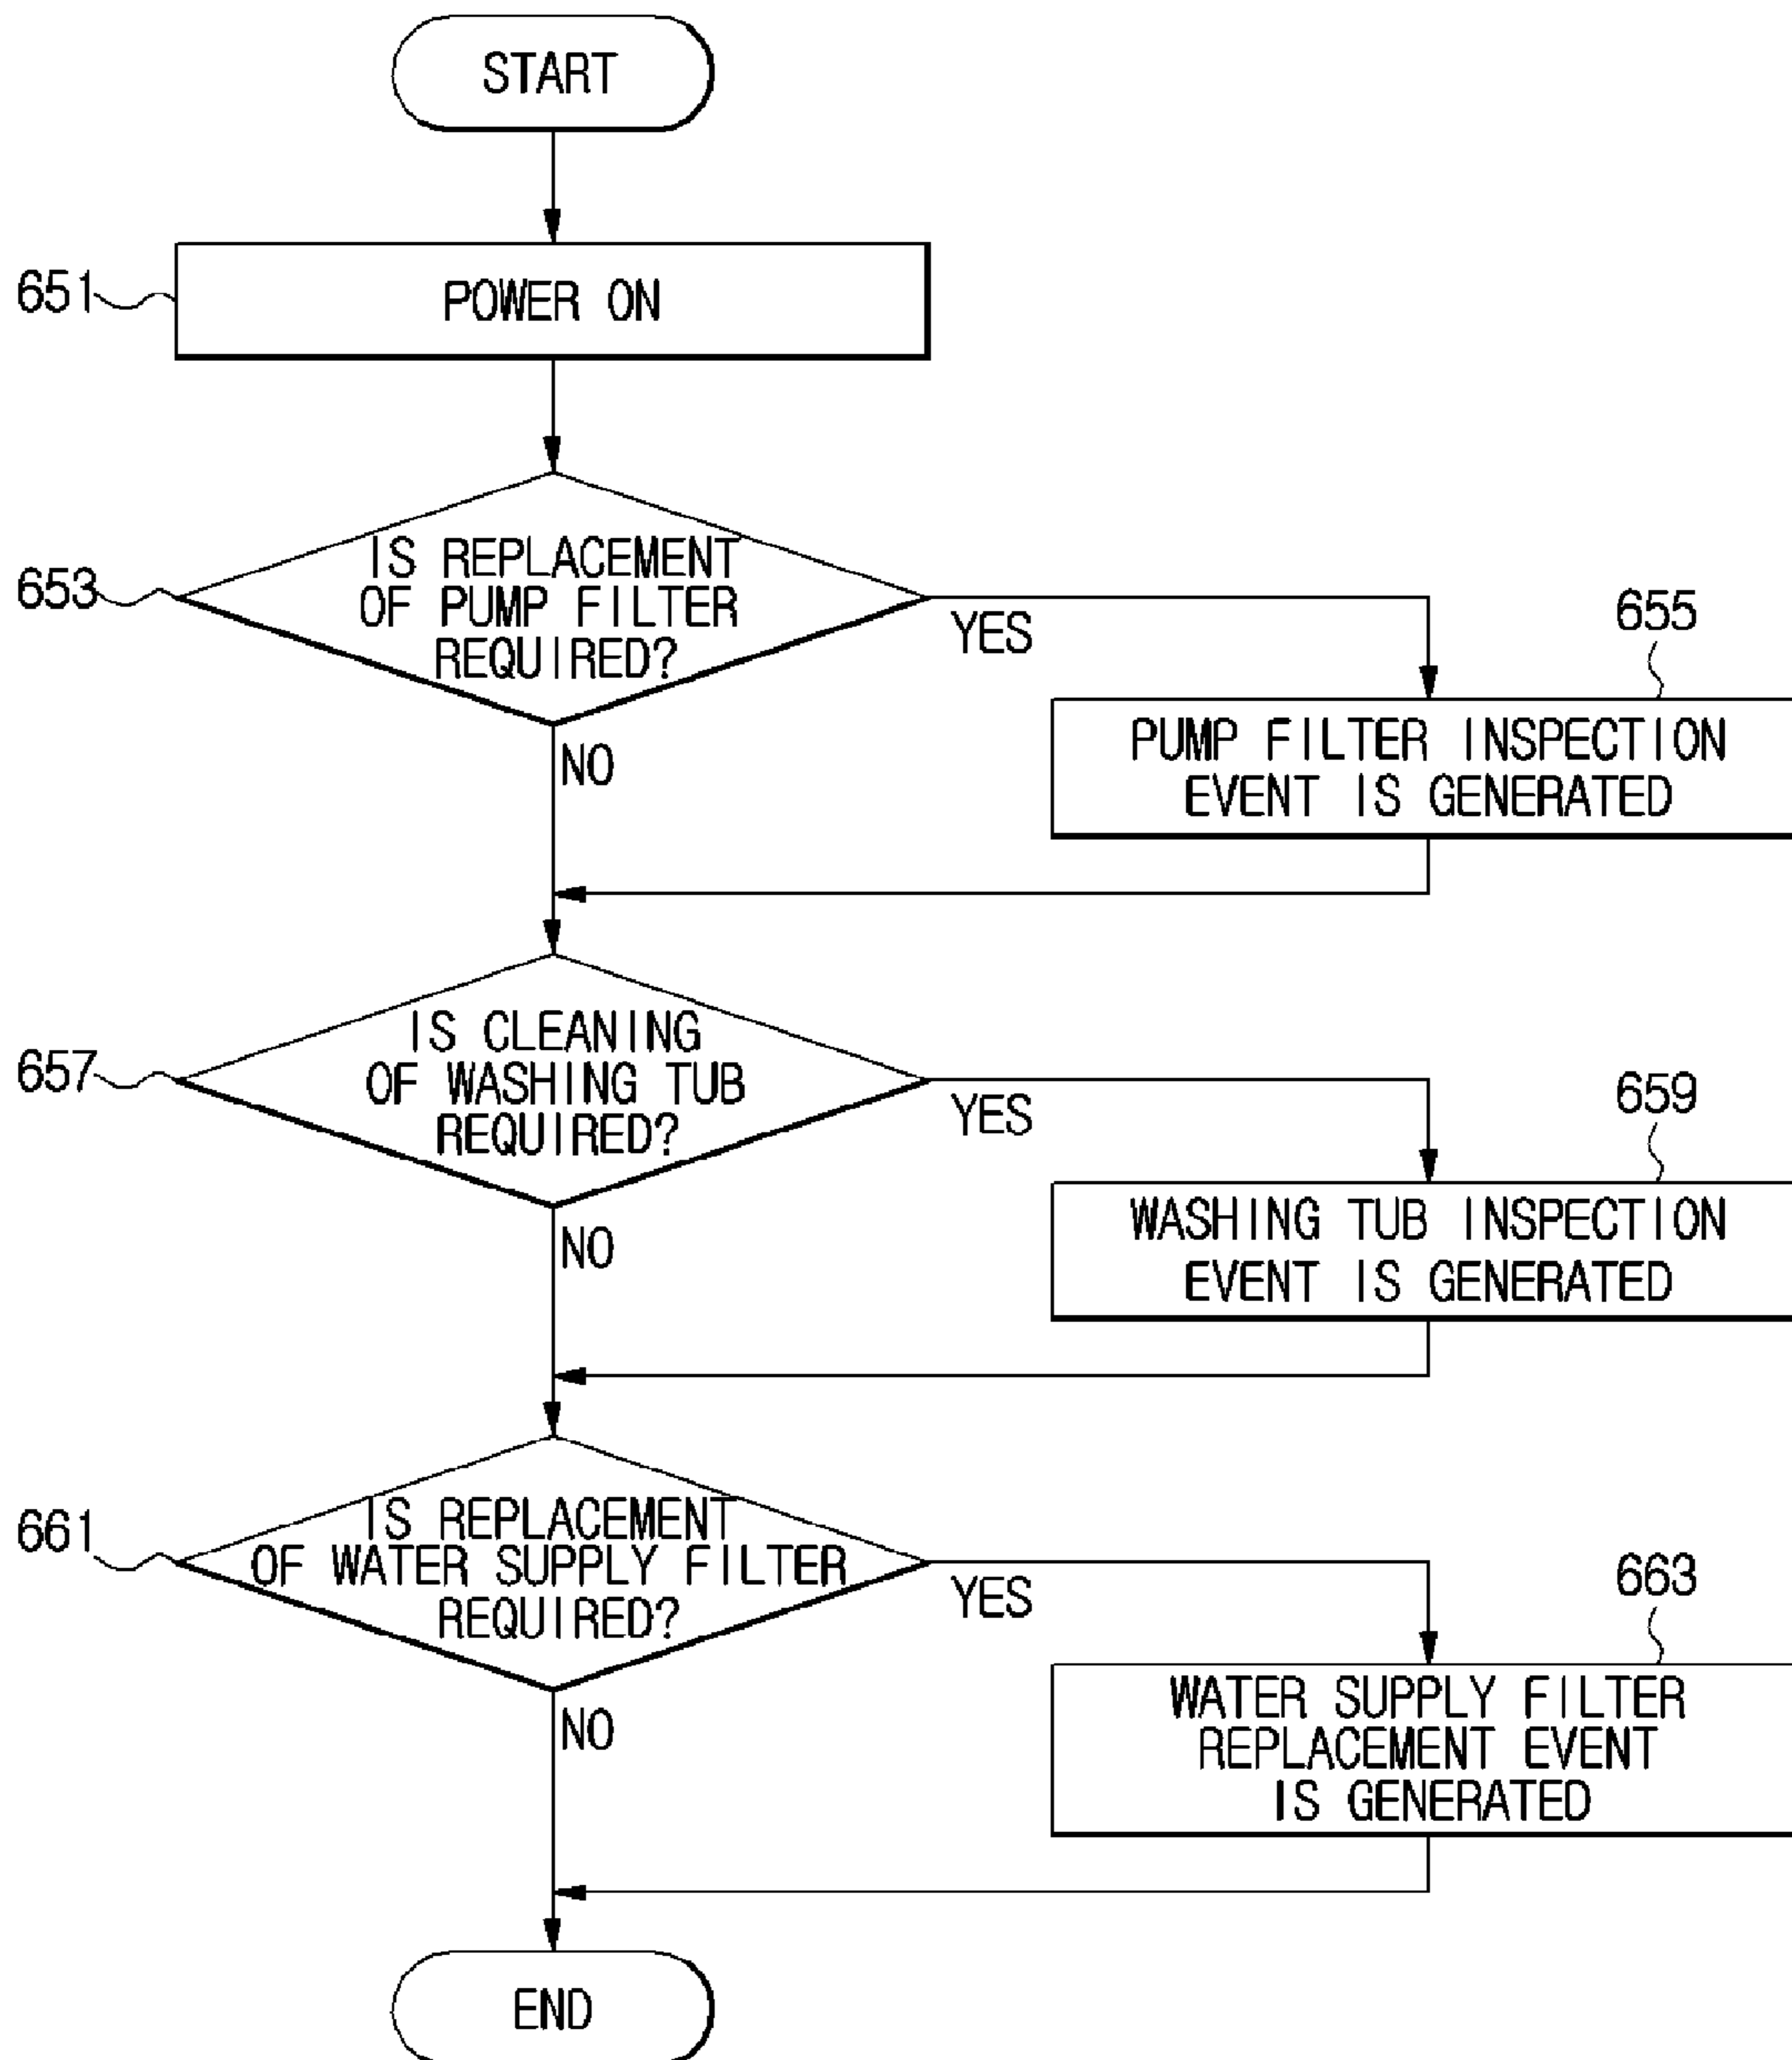 START
651
POWER ON
653
IS REPLACEMENT
OF PUMP FILTER
REQUIRED?
YES
655
NO
PUMP FILTER INSPECTION
EVENT IS GENERATED
657
IS CLEANING
OF WASHING TUB
REQUIRED?
YES
659
NO
WASHING TUB INSPECTION
EVENT IS GENERATED
661
IS REPLACEMENT
OF WATER SUPPLY FILTER
REQUIRED?
YES
663
NO
WATER SUPPLY FILTER
REPLACEMENT EVENT
IS GENERATED
END